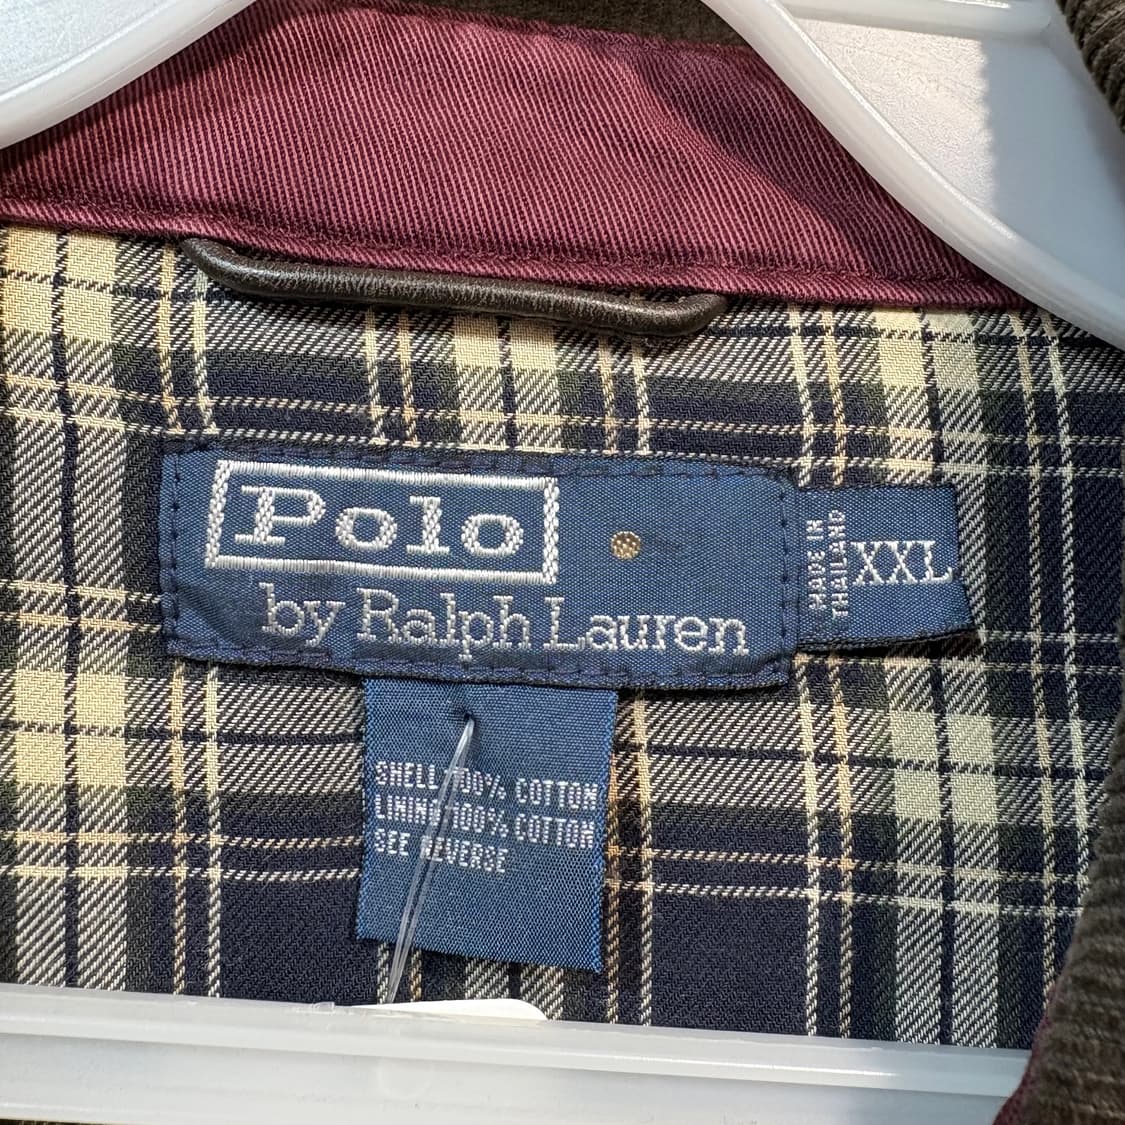 Polo
by Ralph Lauren
MADE IN
THAILAND
XXL
SHELL 100% COTTON
LINING 100% COTTON
SEE REVERSE